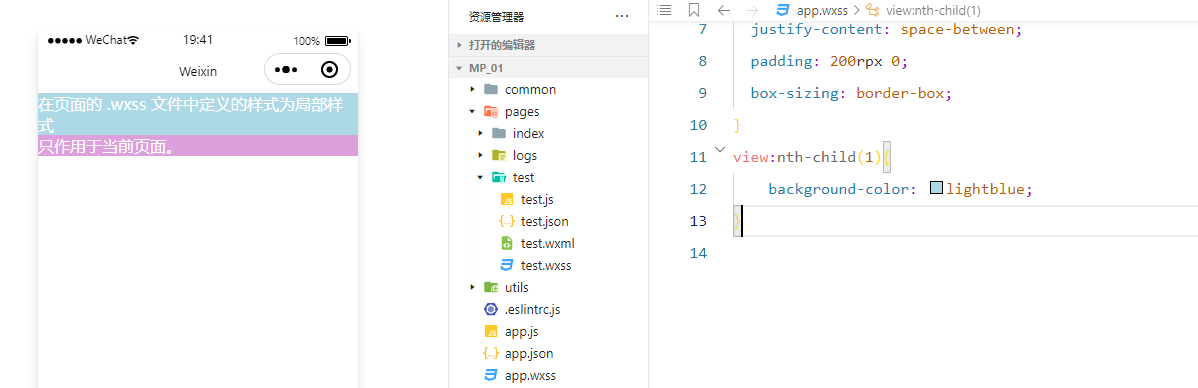 WeChat 19:41 100%
Weixin
在页面的 .wxss 文件中定义的样式为局部样
式
只作用于当前页面。
资源管理器 ···
打开的编辑器
MP_01
common
pages
index
logs
test
JS test.js
{..} test.json
test.wxml
test.wxss
utils
.eslintrc.js
JS app.js
{..} app.json
app.wxss
app.wxss > view:nth-child(1)
7 justify-content: space-between;
8 padding: 200rpx 0;
9 box-sizing: border-box;
10 }
11 view:nth-child(1){
12 background-color: lightblue;
13 }
14